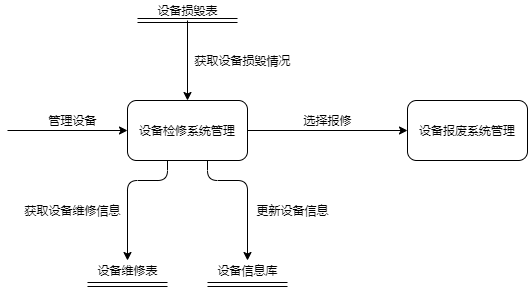 设备损毁表
获取设备损毁情况
管理设备
设备检修系统管理
选择报修
设备报废系统管理
获取设备维修信息
更新设备信息
设备维修表
设备信息库